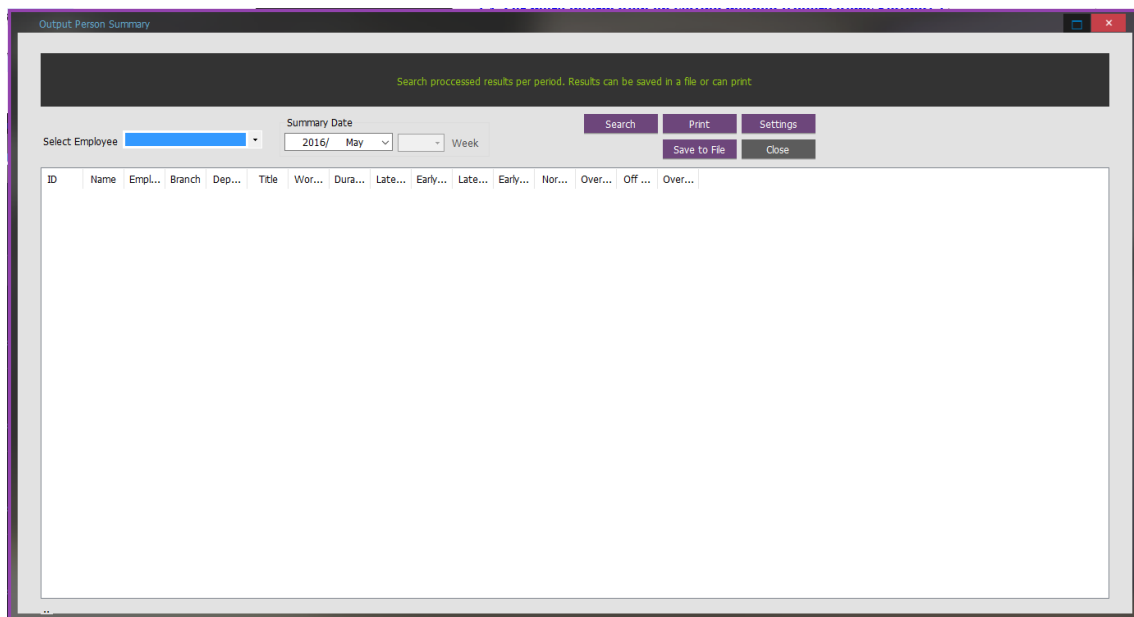 Output Person Summary
Search proccessed results per period. Results can be saved in a file or can print
Summary Date
Select Employee
2016/ May
Week
Search Print Settings
Save to File Close
ID Name Empl... Branch Dep... Title Wor... Dura... Late... Early... Late... Early... Nor... Over... Off ... Over...